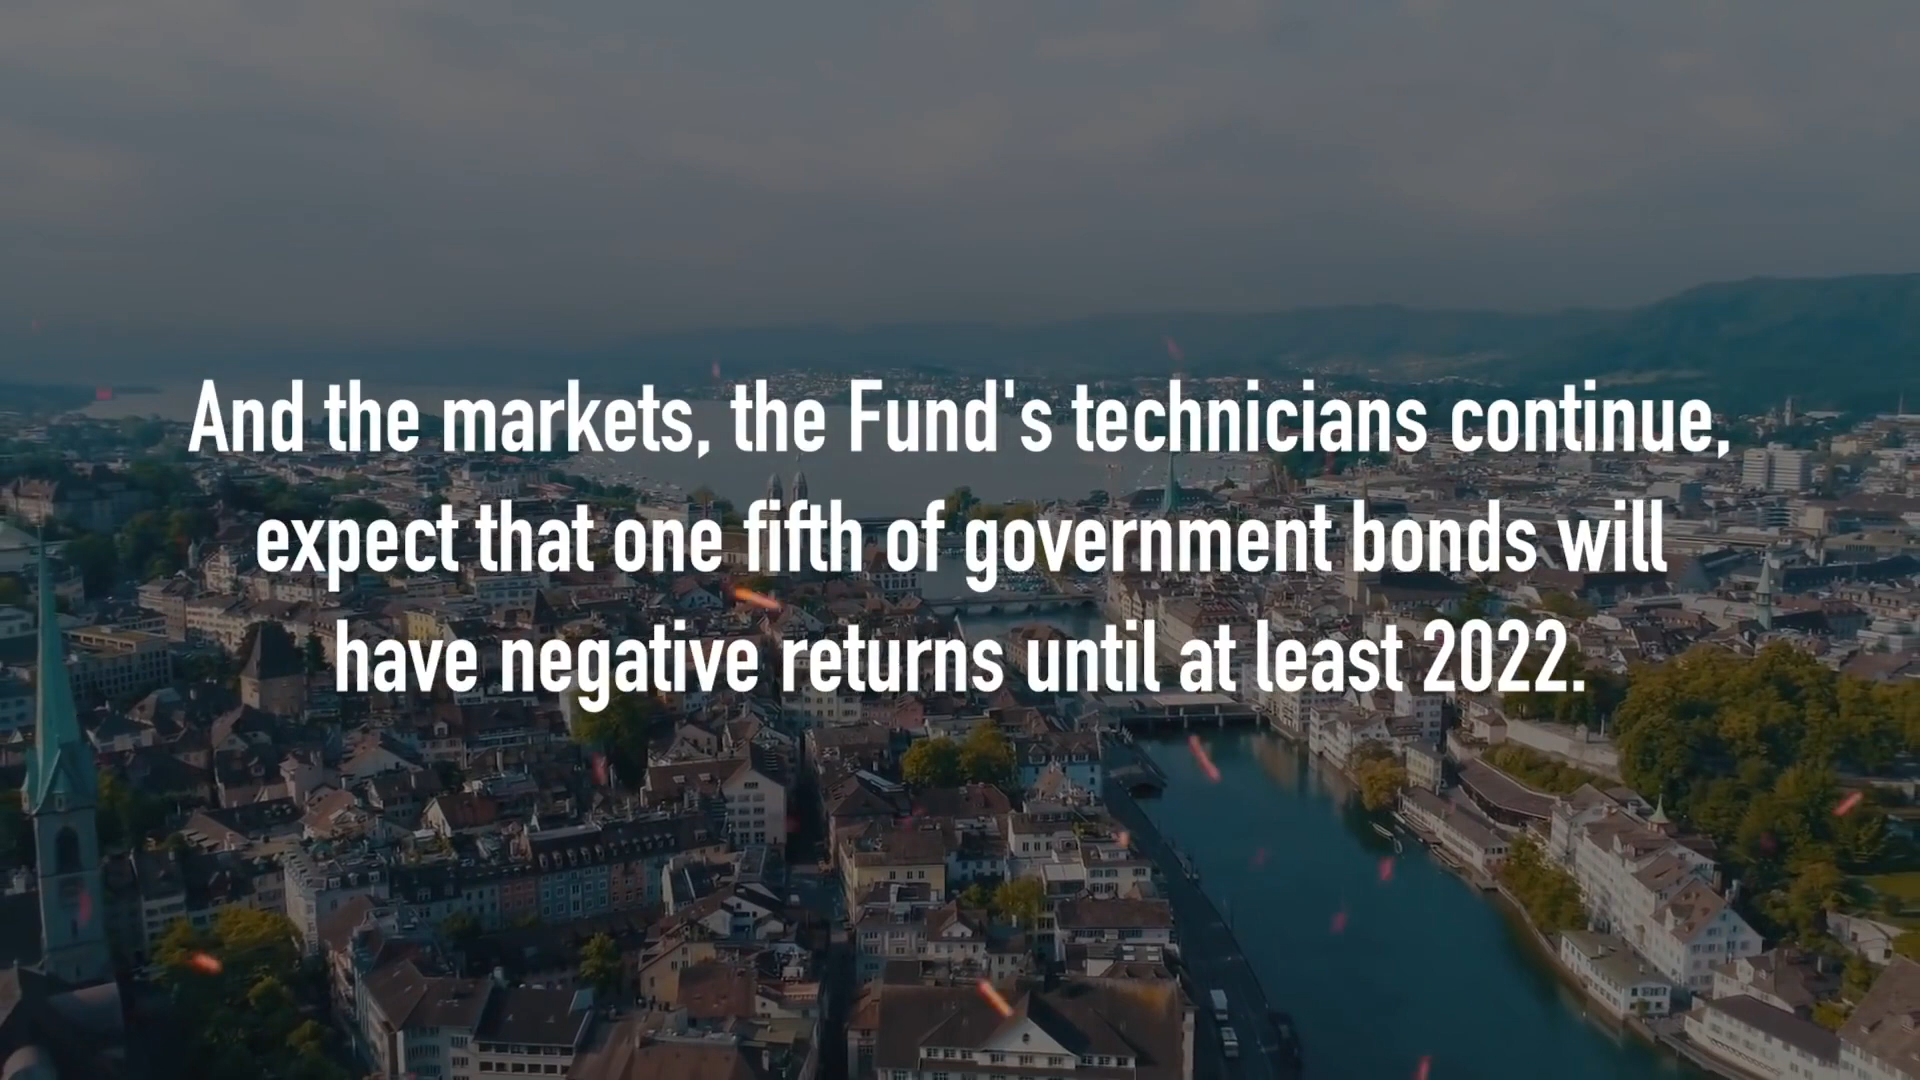 And the markets, the Fund's technicians continue,
expect that one fifth of government bonds will
have negative returns until at least 2022.